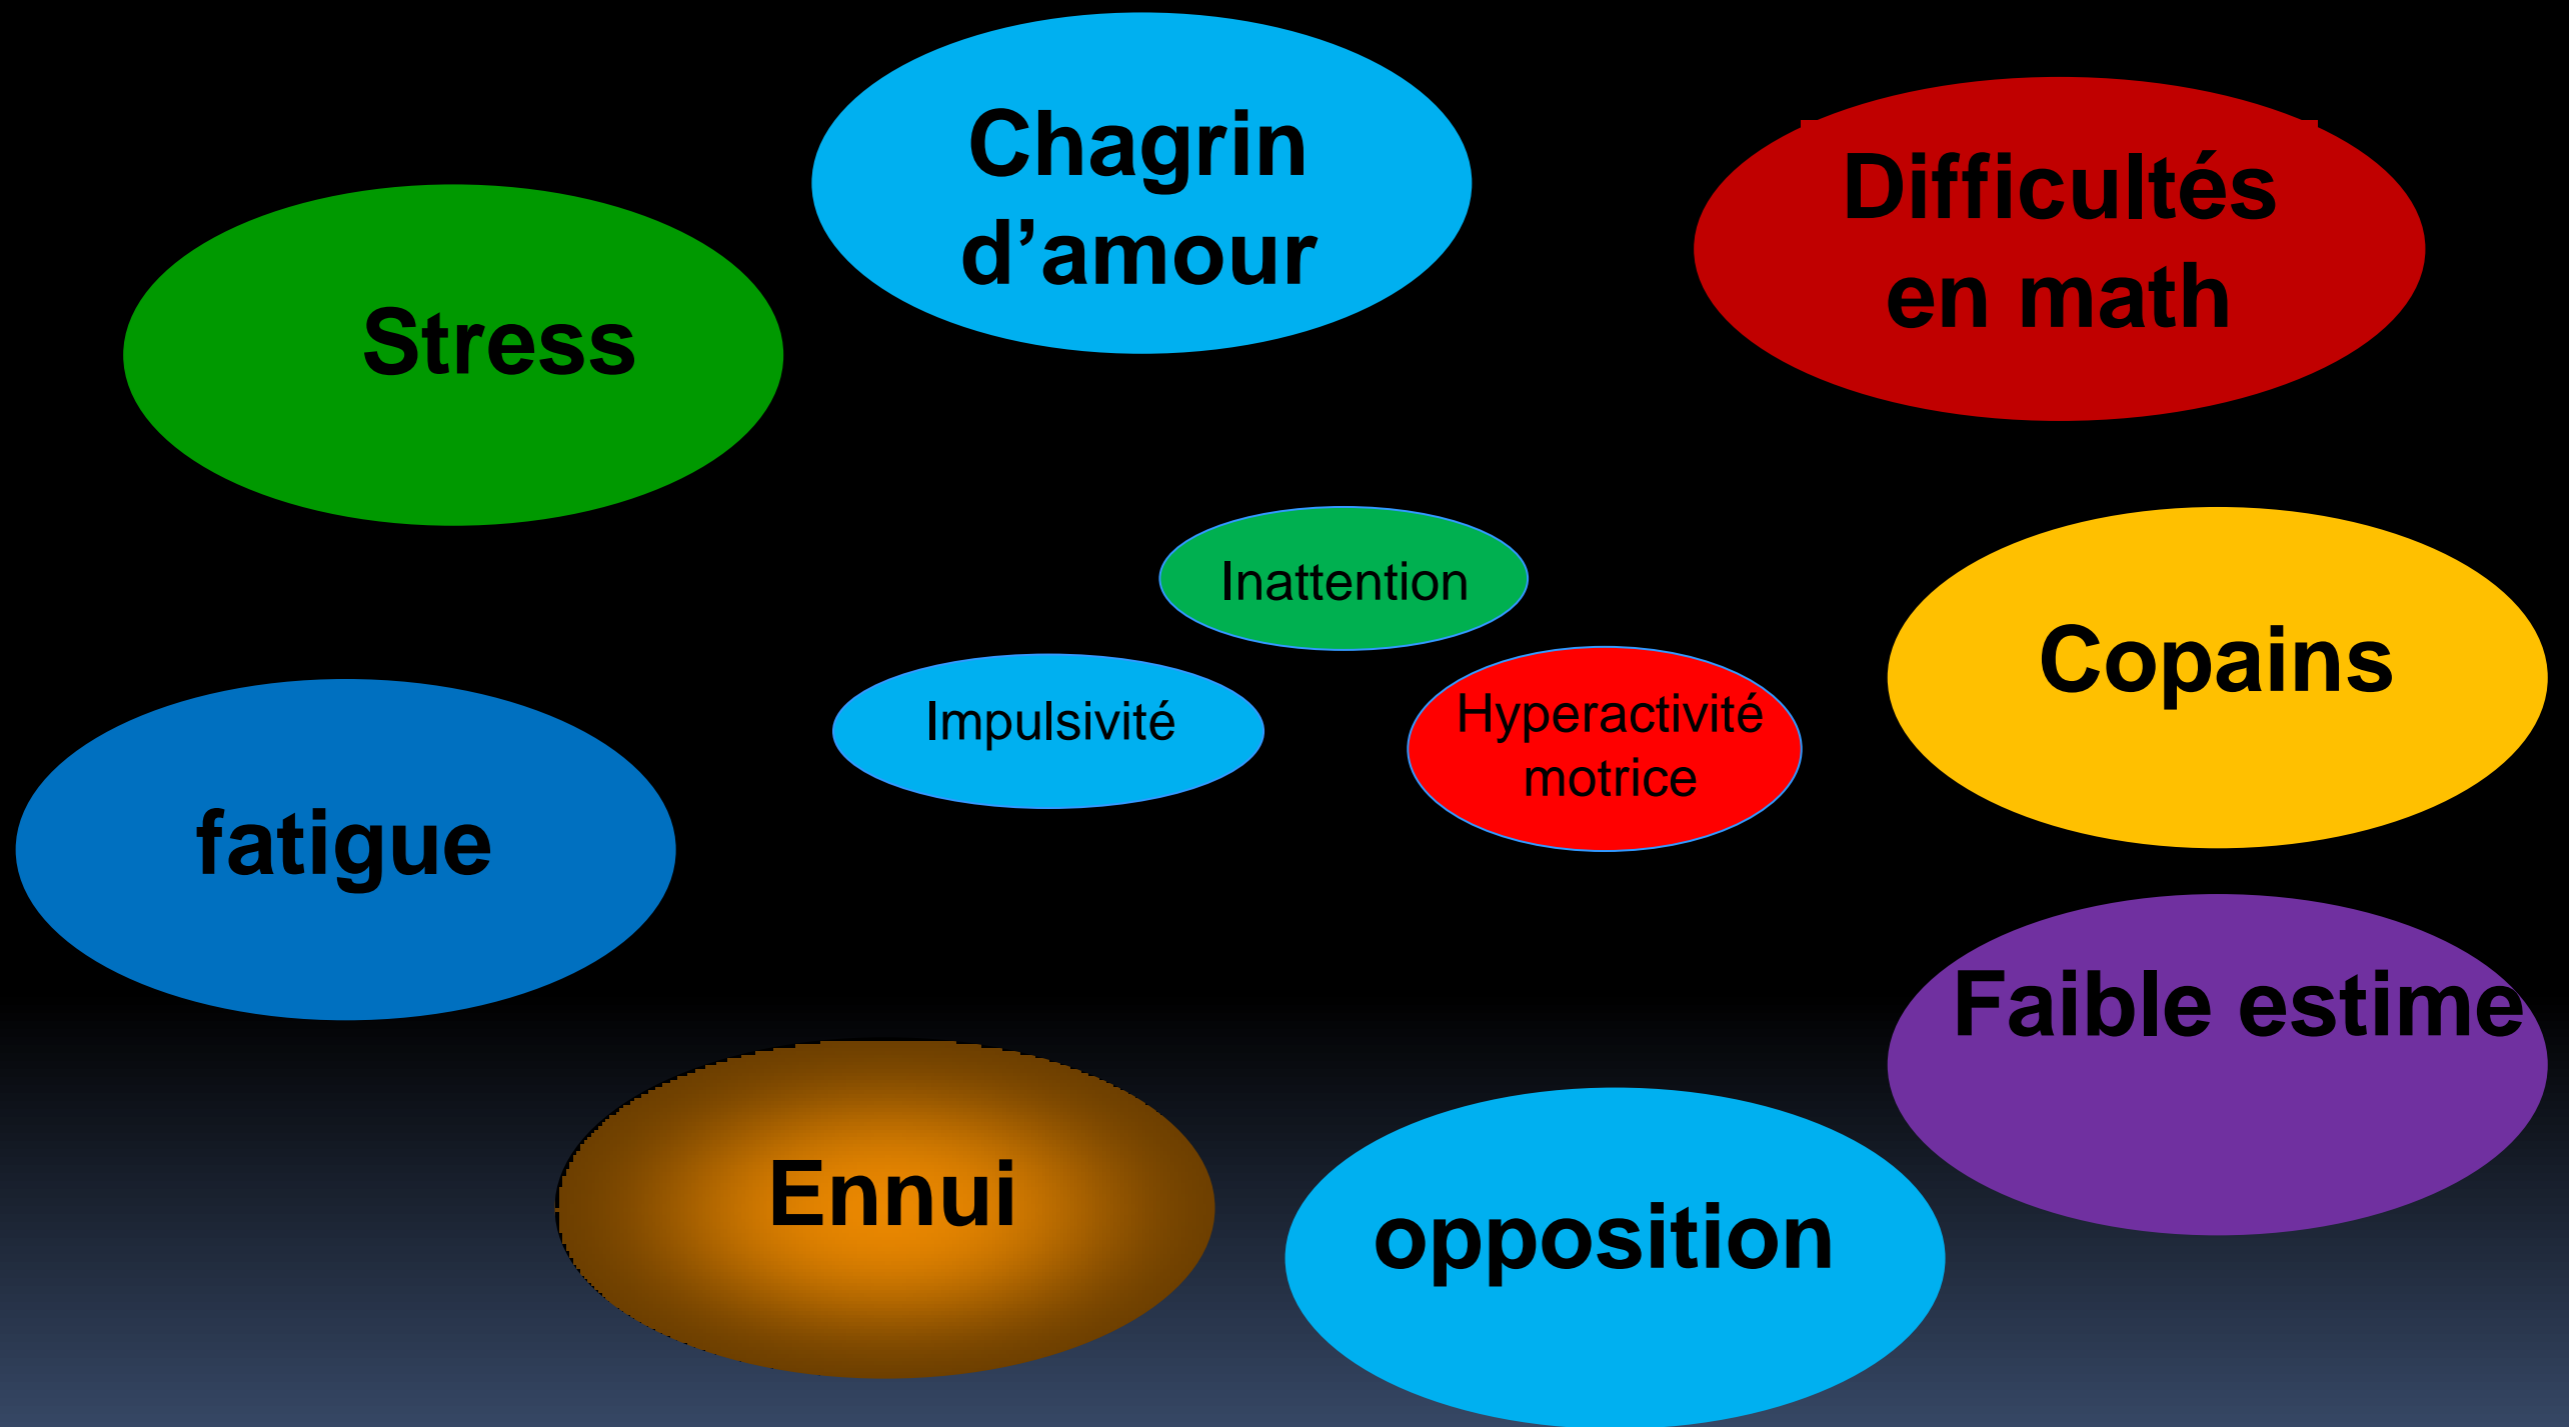 Chagrin
d’amour
Difficultés
en math
Stress
Inattention
Copains
Impulsivité
Hyperactivité
motrice
fatigue
Faible estime
Ennui
opposition